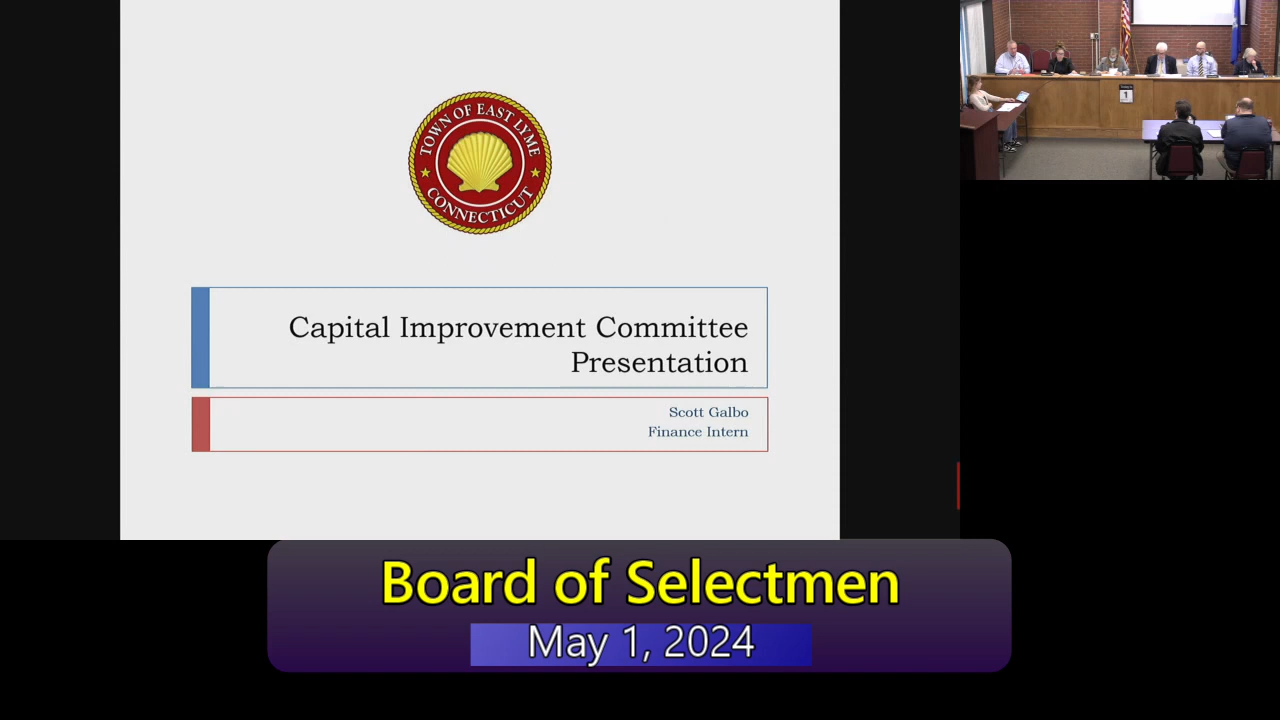 TOWN OF EAST LYME
CONNECTICUT
Capital Improvement Committee
Presentation
Scott Galbo
Finance Intern
1
Board of Selectmen
May 1, 2024